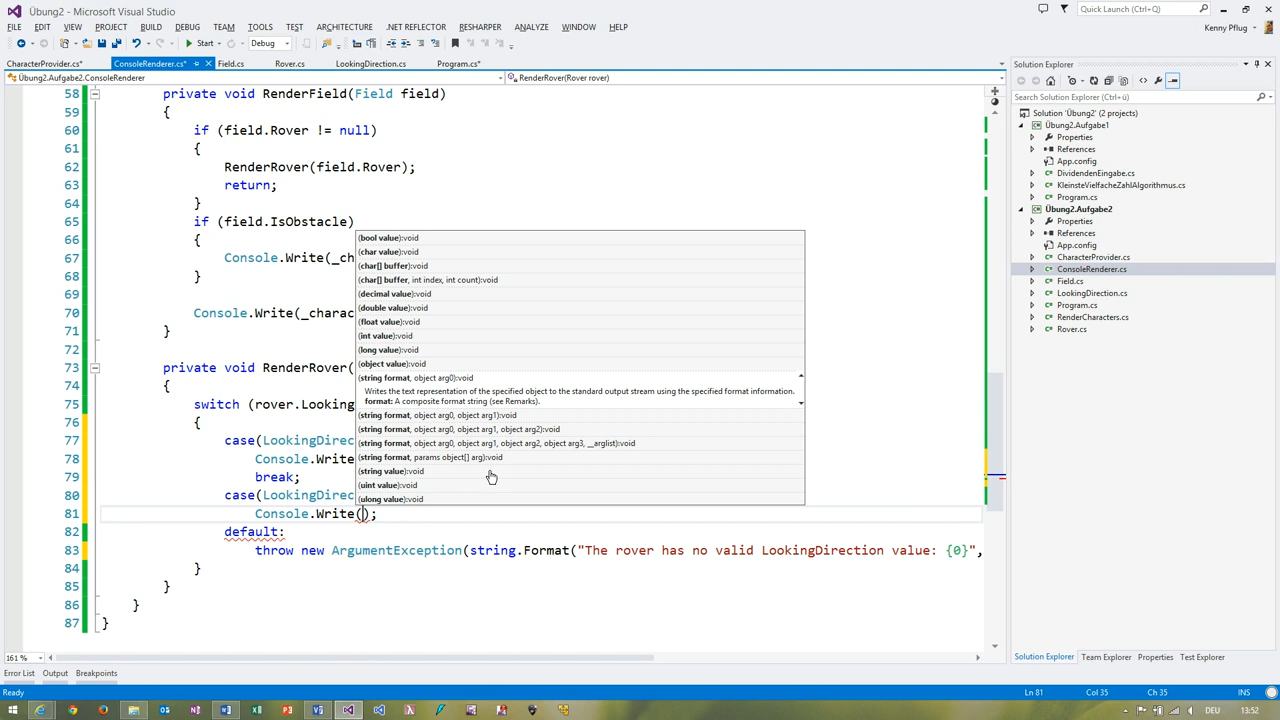 Übung2 - Microsoft Visual Studio
Quick Launch (Ctrl+Q)
FILE EDIT VIEW PROJECT BUILD DEBUG TEAM TOOLS TEST ARCHITECTURE .NET REFLECTOR RESHARPER ANALYZE WINDOW HELP
Kenny Pflug
Start Debug
CharacterProvider.cs* ConsoleRenderer.cs* Field.cs Rover.cs LookingDirection.cs Program.cs*
Übung2.Aufgabe2.ConsoleRenderer
RenderRover(Rover rover)
58 private void RenderField(Field field)
59 {
60 if (field.Rover != null)
61 {
62 RenderRover(field.Rover);
63 return;
64 }
65 if (field.IsObstacle)
66 {
67 Console.Write(_ch
68 }
69
70 Console.Write(_charac
71 }
72
73 private void RenderRover(
74 {
75 switch (rover.Looking
76 {
77 case(LookingDirec
78 Console.Write
79 break;
80 case(LookingDirec
81 Console.Write();
82 default:
83 throw new ArgumentException(string.Format("The rover has no valid LookingDirection value: {0}",
84 }
85 }
86 }
87 }
(bool value):void
(char value):void
(char[] buffer):void
(char[] buffer, int index, int count):void
(decimal value):void
(double value):void
(float value):void
(int value):void
(long value):void
(object value):void
(string format, object arg0):void
Writes the text representation of the specified object to the standard output stream using the specified format information.
format: A composite format string (see Remarks).
(string format, object arg0, object arg1):void
(string format, object arg0, object arg1, object arg2):void
(string format, object arg0, object arg1, object arg2, object arg3, __arglist):void
(string format, params object[] arg):void
(string value):void
(uint value):void
(ulong value):void
Solution Explorer
Search Solution Explorer (Ctrl+ü)
Solution 'Übung2' (2 projects)
Übung2.Aufgabe1
Properties
References
App.config
DividendenEingabe.cs
KleinsteVielfacheZahlAlgorithmus.cs
Program.cs
Übung2.Aufgabe2
Properties
References
App.config
CharacterProvider.cs
ConsoleRenderer.cs
Field.cs
LookingDirection.cs
Program.cs
RenderCharacters.cs
Rover.cs
161 %
Solution Explorer Team Explorer Properties Test Explorer
Error List Output Breakpoints
Ready Ln 81 Col 35 Ch 35 INS
DEU 13:52